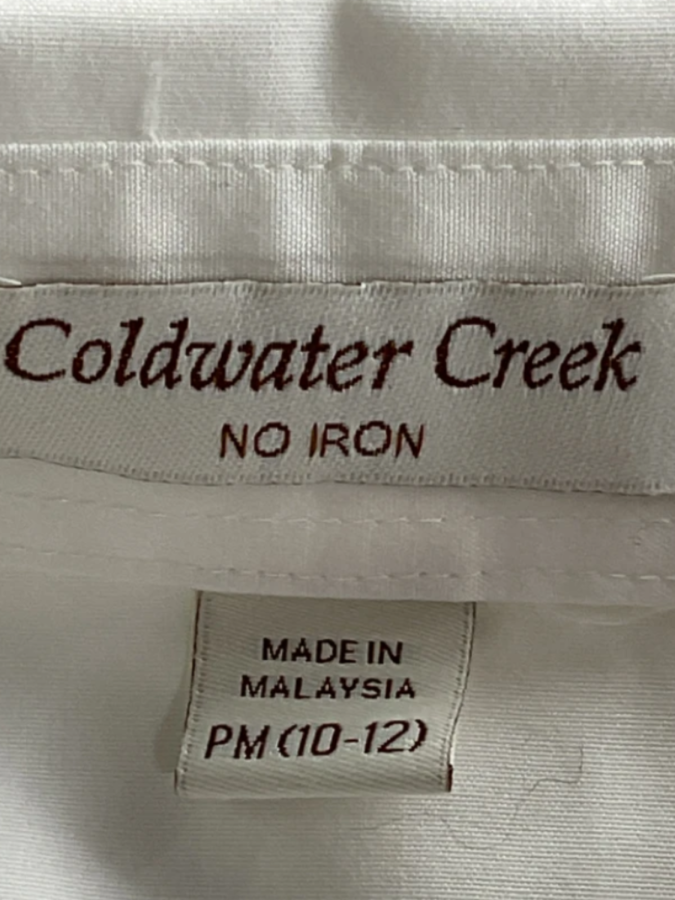 Coldwater Creek
NO IRON
MADE IN
MALAYSIA
PM (10-12)